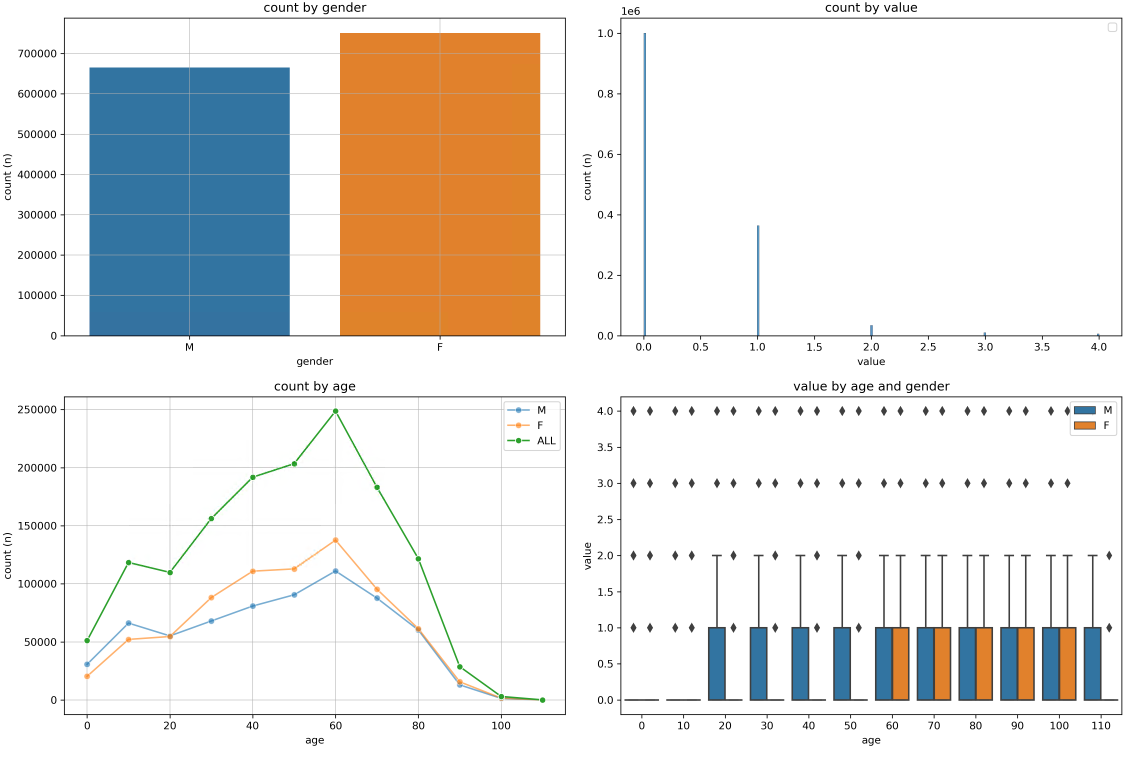 count by gender
count (n)
700000
600000
500000
400000
300000
200000
100000
0
M
F
gender
count by value
1e6
count (n)
1.0
0.8
0.6
0.4
0.2
0.0
0.0
0.5
1.0
1.5
2.0
2.5
3.0
3.5
4.0
value
count by age
count (n)
250000
200000
150000
100000
50000
0
0
20
40
60
80
100
age
M
F
ALL
value by age and gender
value
4.0
3.5
3.0
2.5
2.0
1.5
1.0
0.5
0.0
0
10
20
30
40
50
60
70
80
90
100
110
age
M
F